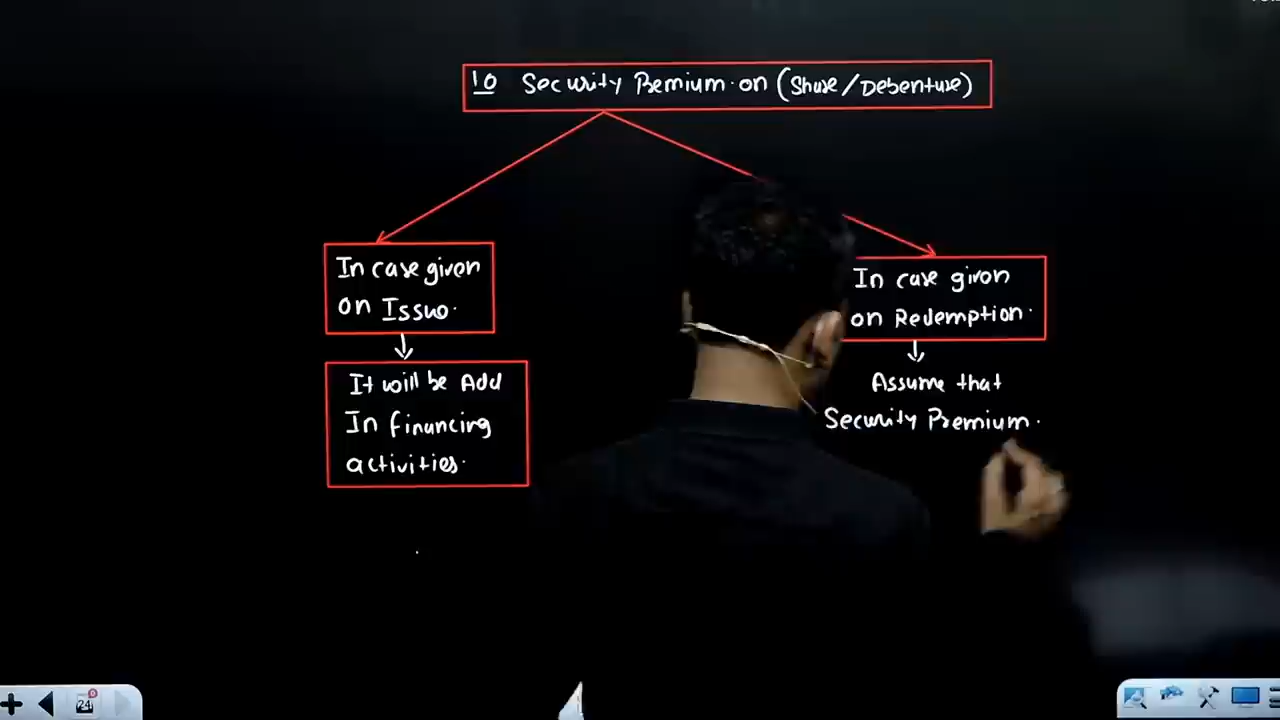 10 Security Premium on (Share/Debenture)
In case given
on Issue.
It will be Add
In financing
activities.
In case given
on Redemption.
Assume that
Security Premium.
24